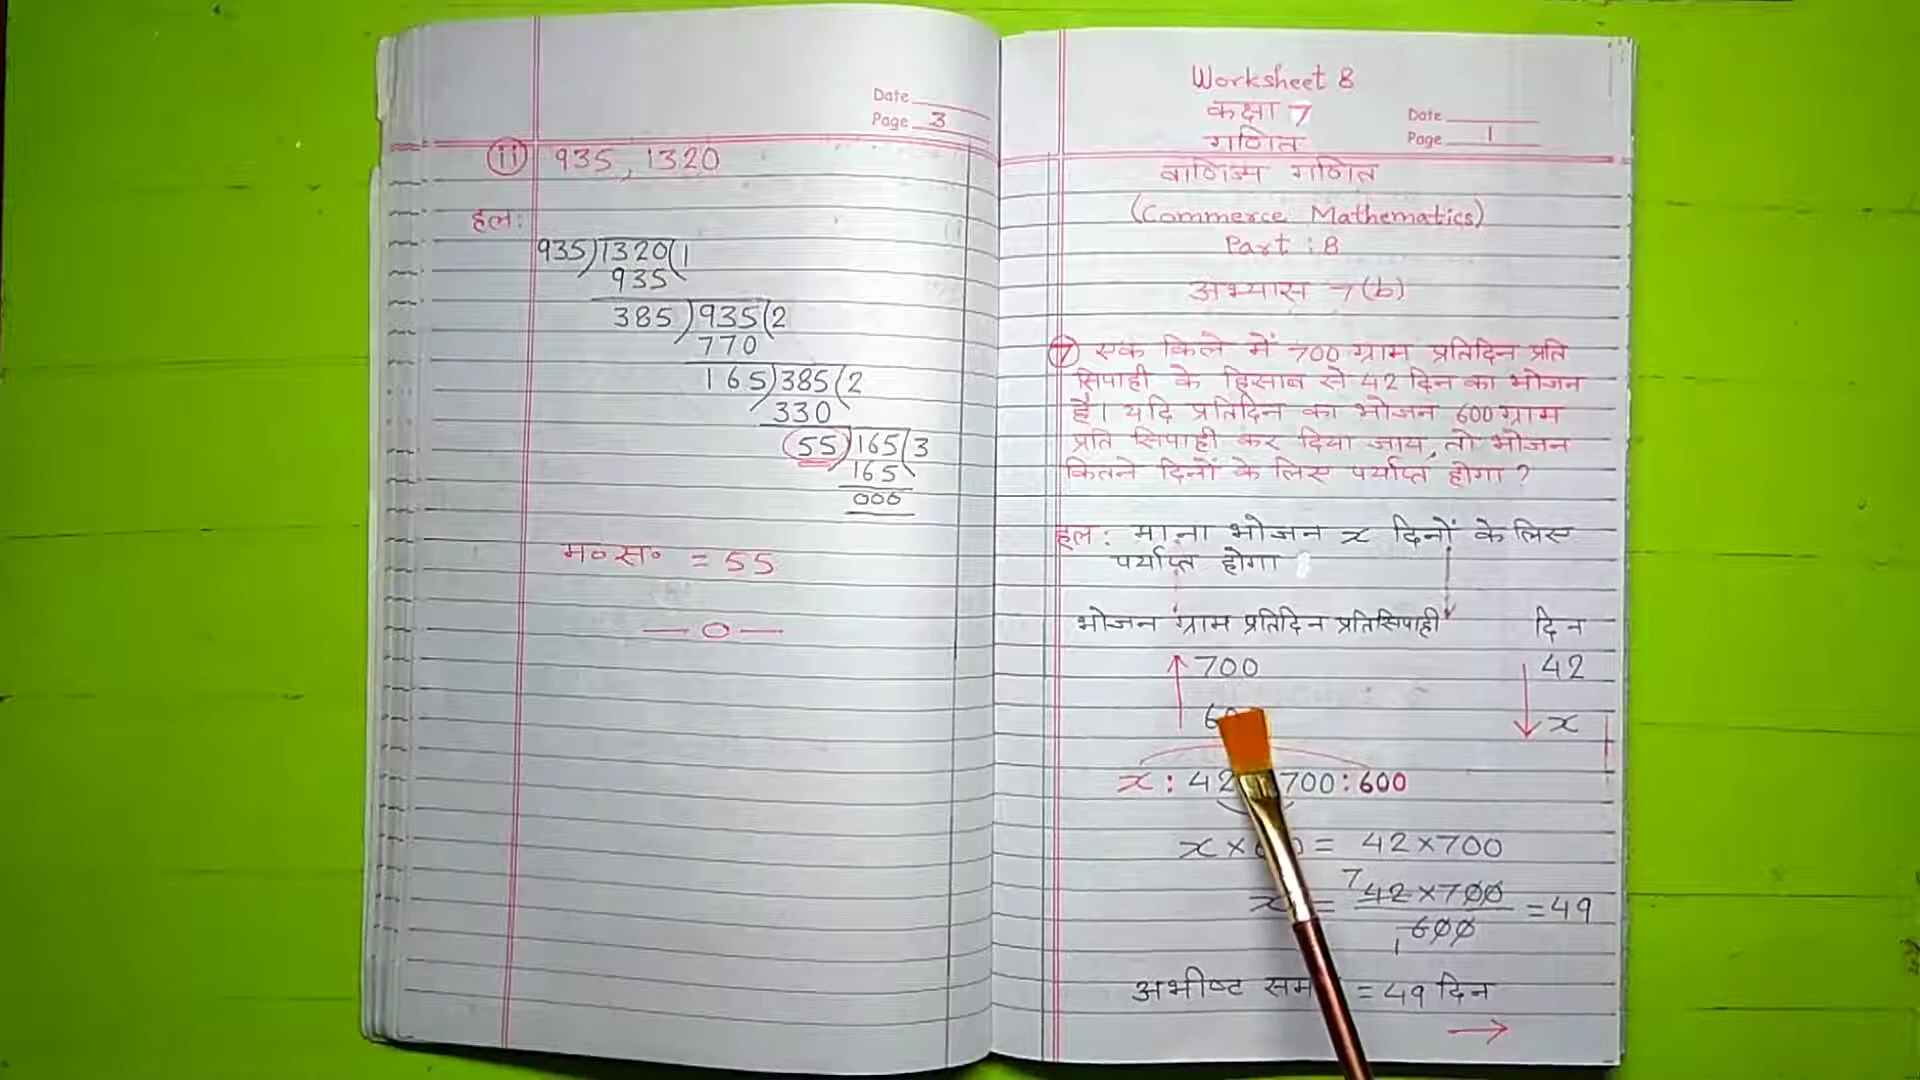 Date
Page 3
ii 935, 1320
हल:
935)1320(1
935
385)935(2
770
165)385(2
330
55)165(3
165
000
म०स० = 55
—0—
Worksheet 8
कक्षा 7
गणित
Date
Page 1
वाणिज्य गणित
(Commerce Mathematics)
Part : 8
अभ्यास 7(b)
7 एक किले में 700 ग्राम प्रतिदिन प्रति
सिपाही के हिसाब से 42 दिन का भोजन
है। यदि प्रतिदिन का भोजन 600 ग्राम
प्रति सिपाही कर दिया जाय, तो भोजन
कितने दिनों के लिए पर्याप्त होगा?
हल: माना भोजन x दिनों के लिए
पर्याप्त होगा
भोजन ग्राम प्रतिदिन प्रतिसिपाही दिन
↑ 700 ↓ 42
x
x : 42 700 : 600
x × = 42×700
x = 7 42×700 / 1 600 = 49
अभीष्ट = 49 दिन
→